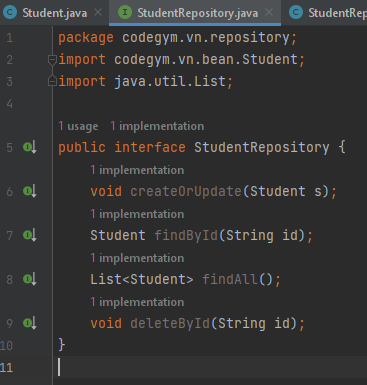 Student.java StudentRepository.java StudentRep
1 package codegym.vn.repository;
2 import codegym.vn.bean.Student;
3 import java.util.List;
4
1 usage 1 implementation
5 public interface StudentRepository {
1 implementation
6 void createOrUpdate(Student s);
1 implementation
7 Student findById(String id);
1 implementation
8 List<Student> findAll();
1 implementation
9 void deleteById(String id);
10 }
11